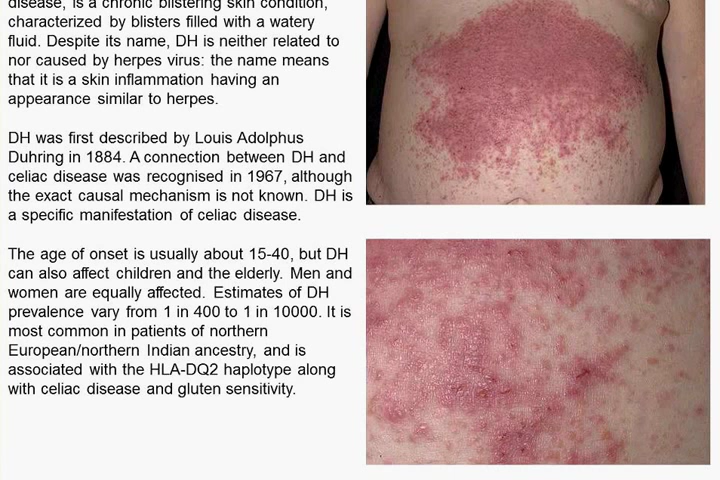 disease, is a chronic blistering skin condition,
characterized by blisters filled with a watery
fluid. Despite its name, DH is neither related to
nor caused by herpes virus: the name means
that it is a skin inflammation having an
appearance similar to herpes.
DH was first described by Louis Adolphus
Duhring in 1884. A connection between DH and
celiac disease was recognised in 1967, although
the exact causal mechanism is not known. DH is
a specific manifestation of celiac disease.
The age of onset is usually about 15-40, but DH
can also affect children and the elderly. Men and
women are equally affected. Estimates of DH
prevalence vary from 1 in 400 to 1 in 10000. It is
most common in patients of northern
European/northern Indian ancestry, and is
associated with the HLA-DQ2 haplotype along
with celiac disease and gluten sensitivity.